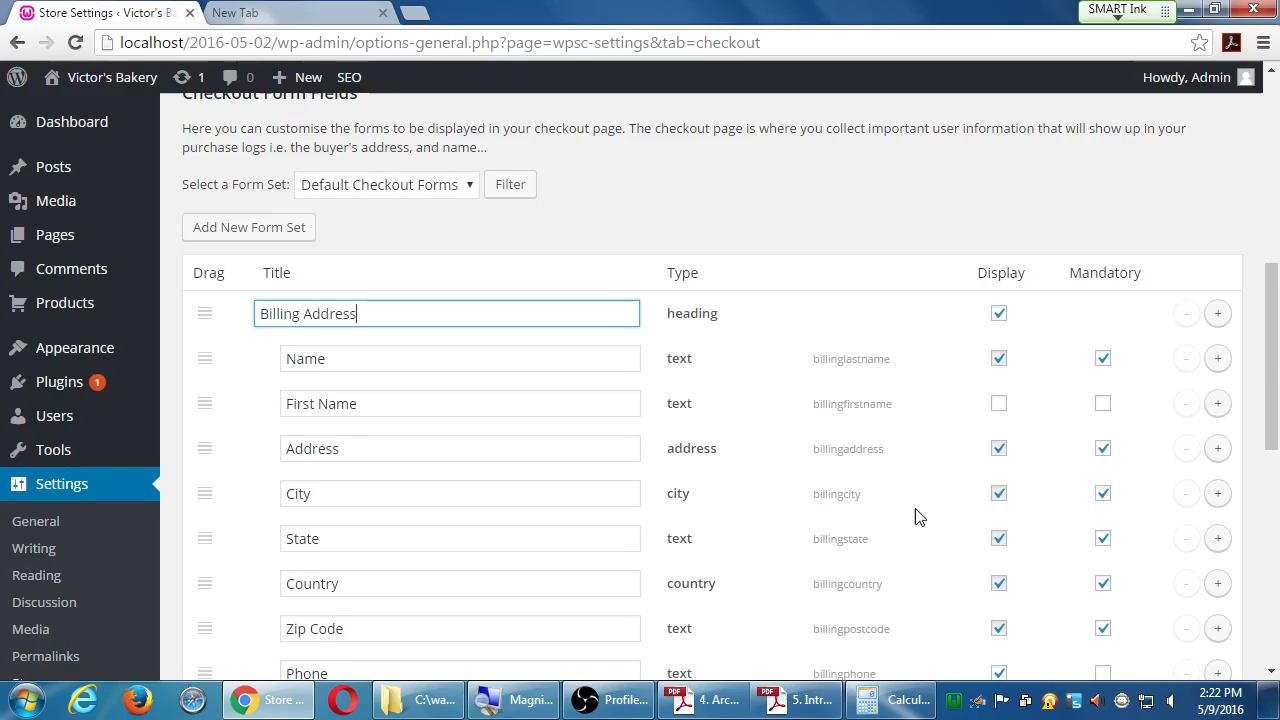 Store Settings ‹ Victor's Ba
New Tab
SMART Ink
localhost/2016-05-02/wp-admin/options-general.php?page=wpsc-settings&tab=checkout
Victor's Bakery
1
0
New
SEO
Howdy, Admin
Dashboard
Posts
Media
Pages
Comments
Products
Appearance
Plugins 1
Users
Tools
Settings
General
Writing
Reading
Discussion
Media
Permalinks
Checkout Form Fields
Here you can customise the forms to be displayed in your checkout page. The checkout page is where you collect important user information that will show up in your
purchase logs i.e. the buyer's address, and name...
Select a Form Set: Default Checkout Forms Filter
Add New Form Set
Drag Title Type Display Mandatory
Billing Address heading - +
Name text billinglastname - +
First Name text billingfirstname - +
Address address billingaddress - +
City city billingcity - +
State text billingstate - +
Country country billingcountry - +
Zip Code text billingpostcode - +
Phone text billingphone - +
Store ...
C:\wa...
Magni...
Profile...
PDF 4. Arc...
PDF 5. Intr...
Calcul...
2:22 PM
5/9/2016